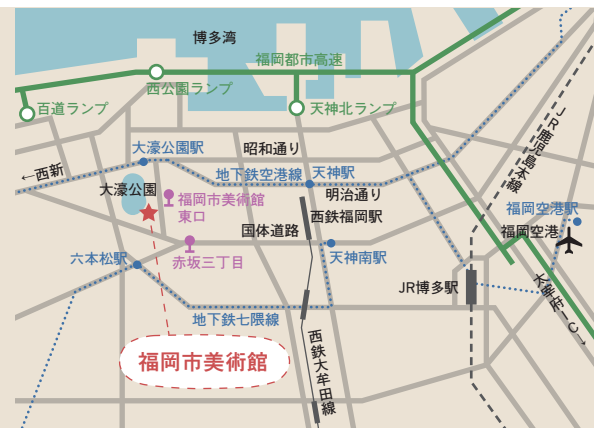 博多湾
福岡都市高速
西公園ランプ
百道ランプ
天神北ランプ
JR鹿児島本線
大濠公園駅
昭和通り
←西新
地下鉄空港線
天神駅
大濠公園
明治通り
福岡市美術館
東口
西鉄福岡駅
福岡空港駅
国体道路
福岡空港
六本松駅
赤坂三丁目
天神南駅
JR博多駅
太宰府IC→
地下鉄七隈線
西鉄大牟田線
福岡市美術館